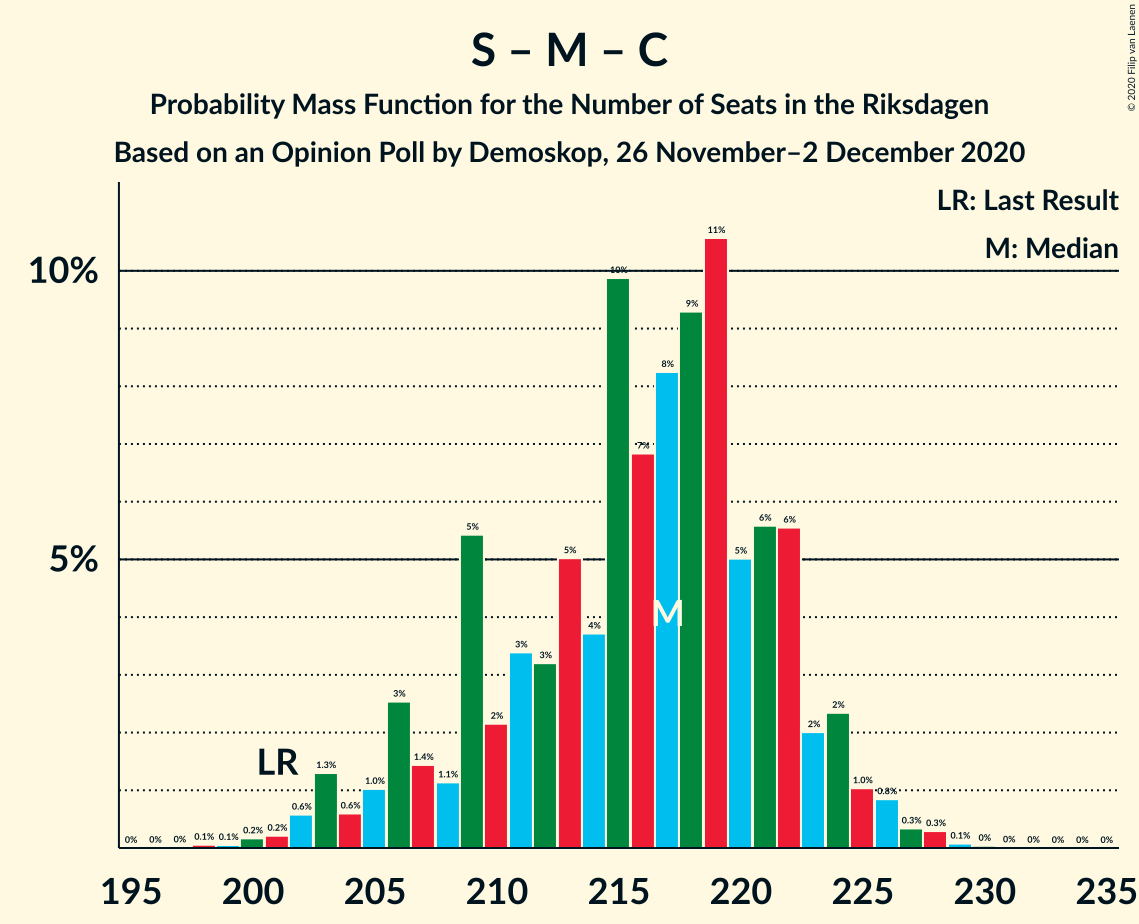 © 2020 Filip van Laenen
S – M – C
Probability Mass Function for the Number of Seats in the Riksdagen
Based on an Opinion Poll by Demoskop, 26 November–2 December 2020
LR: Last Result
M: Median
10%
5%
0% 0% 0% 0.1% 0.1% 0.2% 0.2% 0.6% 1.3% 0.6% 1.0% 3% 1.4% 1.1% 5% 2% 3% 3% 5% 4% 10% 7% 8% 9% 11% 5% 6% 6% 2% 2% 1.0% 0.8% 0.3% 0.3% 0.1% 0% 0% 0% 0% 0% 0%
LR
M
195 200 205 210 215 220 225 230 235